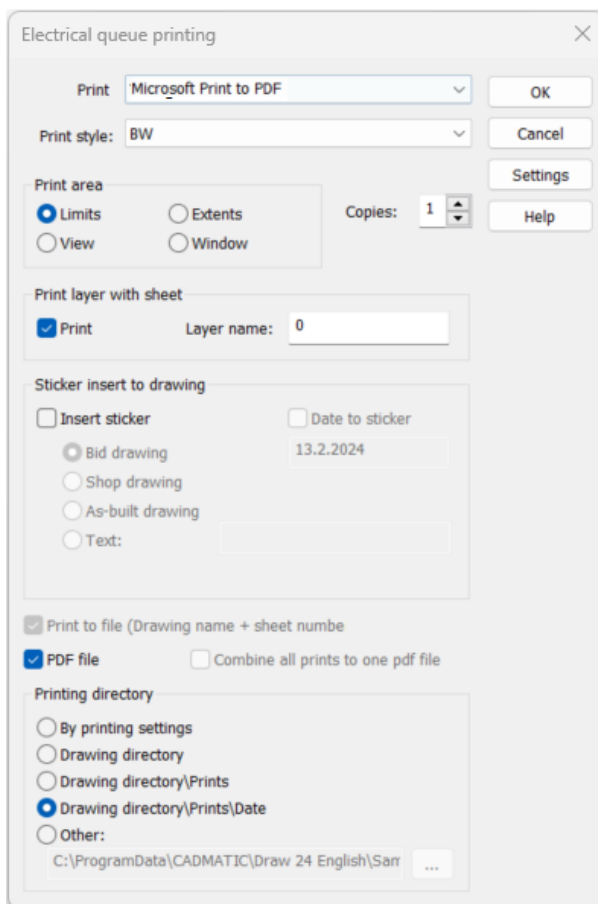 Electrical queue printing
Print 'Microsoft Print to PDF OK
Print style: BW Cancel
Settings
Print area
Limits Extents Copies: 1 Help
View Window
Print layer with sheet
Print Layer name: 0
Sticker insert to drawing
Insert sticker Date to sticker
Bid drawing 13.2.2024
Shop drawing
As-built drawing
Text:
Print to file (Drawing name + sheet numbe
PDF file Combine all prints to one pdf file
Printing directory
By printing settings
Drawing directory
Drawing directory\Prints
Drawing directory\Prints\Date
Other:
C:\ProgramData\CADMATIC\Draw 24 English\Sam ...